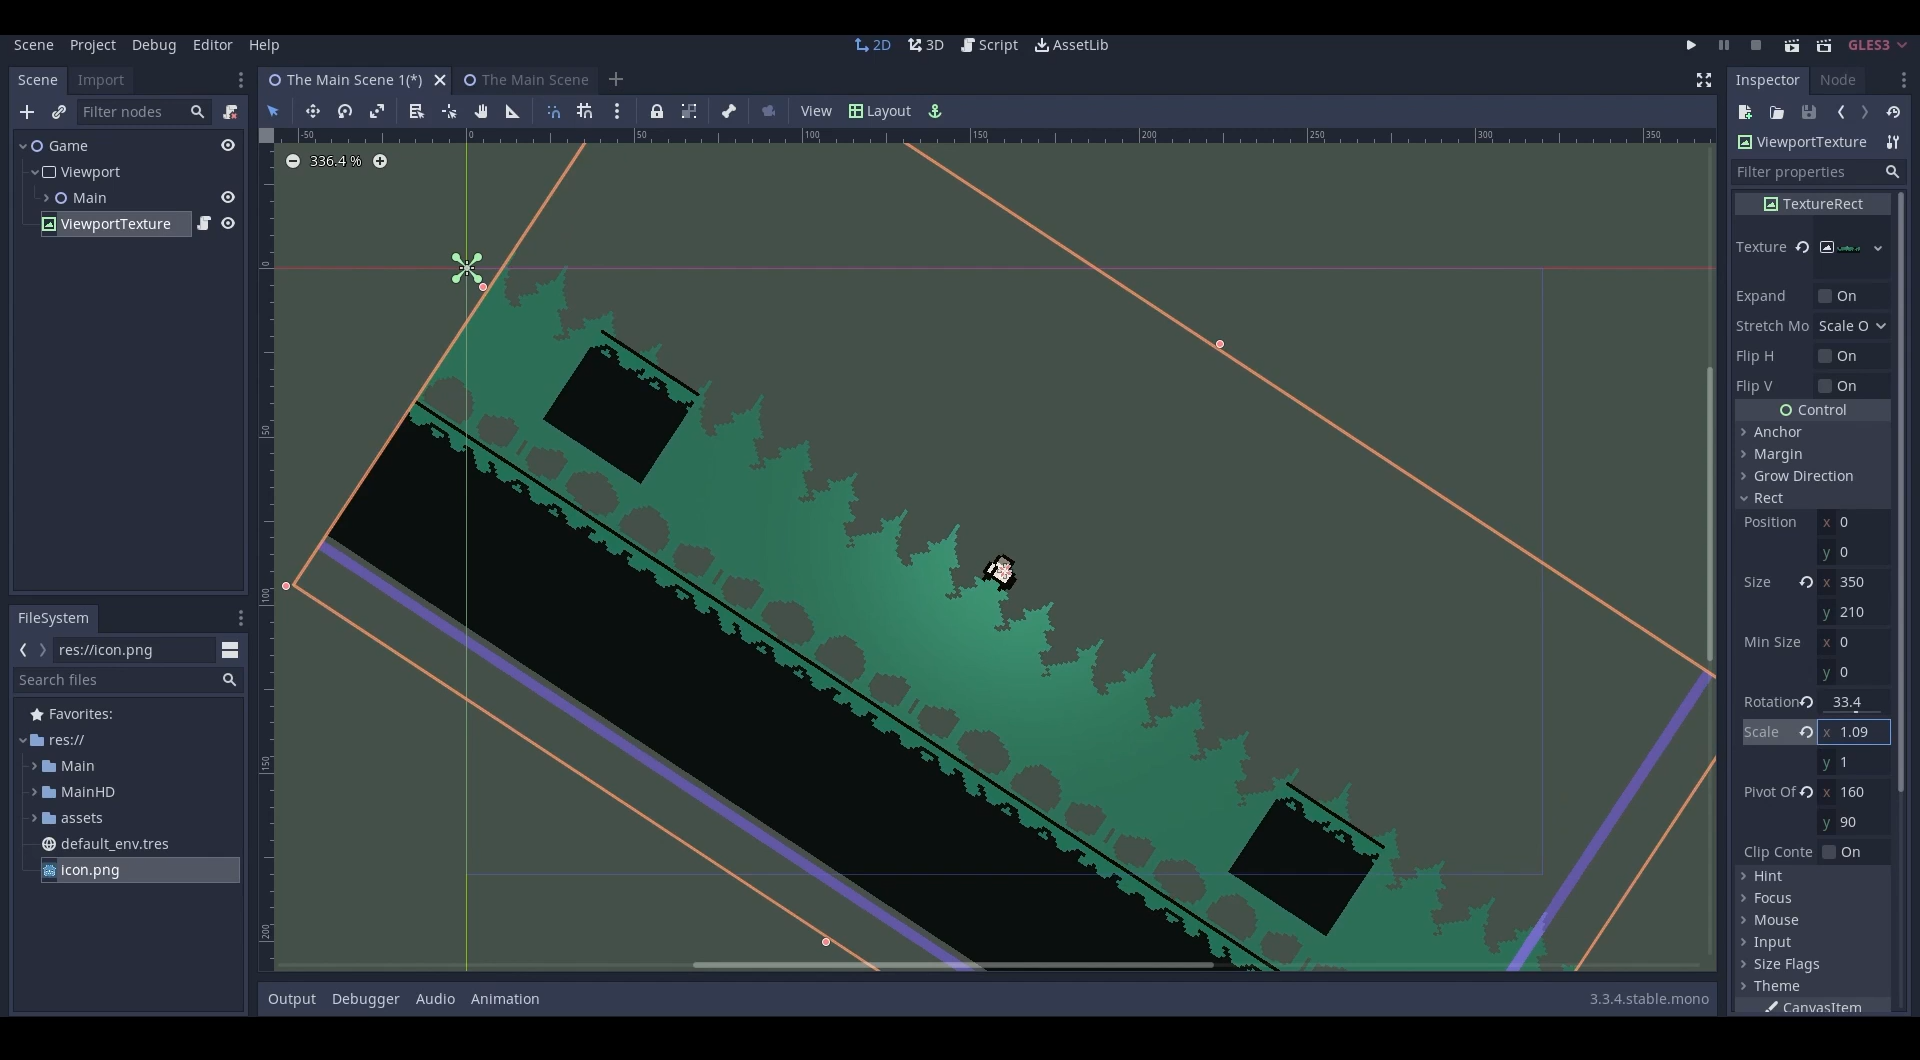 Scene Project Debug Editor Help
2D 3D Script AssetLib
GLES3
Scene Import
The Main Scene 1(*) The Main Scene
Inspector Node
Filter nodes
View Layout
-50 0 50 100 150 200 250 300 350
ViewportTexture
Filter properties
Game
Viewport
Main
ViewportTexture
336.4 %
0
50
100
150
200
TextureRect
Texture
Expand On
Stretch Mo Scale O
Flip H On
Flip V On
Control
Anchor
Margin
Grow Direction
Rect
Position x 0
y 0
Size x 350
y 210
Min Size x 0
y 0
Rotation 33.4
Scale x 1.09
y 1
Pivot Of x 160
y 90
Clip Conte On
Hint
Focus
Mouse
Input
Size Flags
Theme
CanvasItem
FileSystem
res://icon.png
Search files
Favorites:
res://
Main
MainHD
assets
default_env.tres
icon.png
Output Debugger Audio Animation
3.3.4.stable.mono